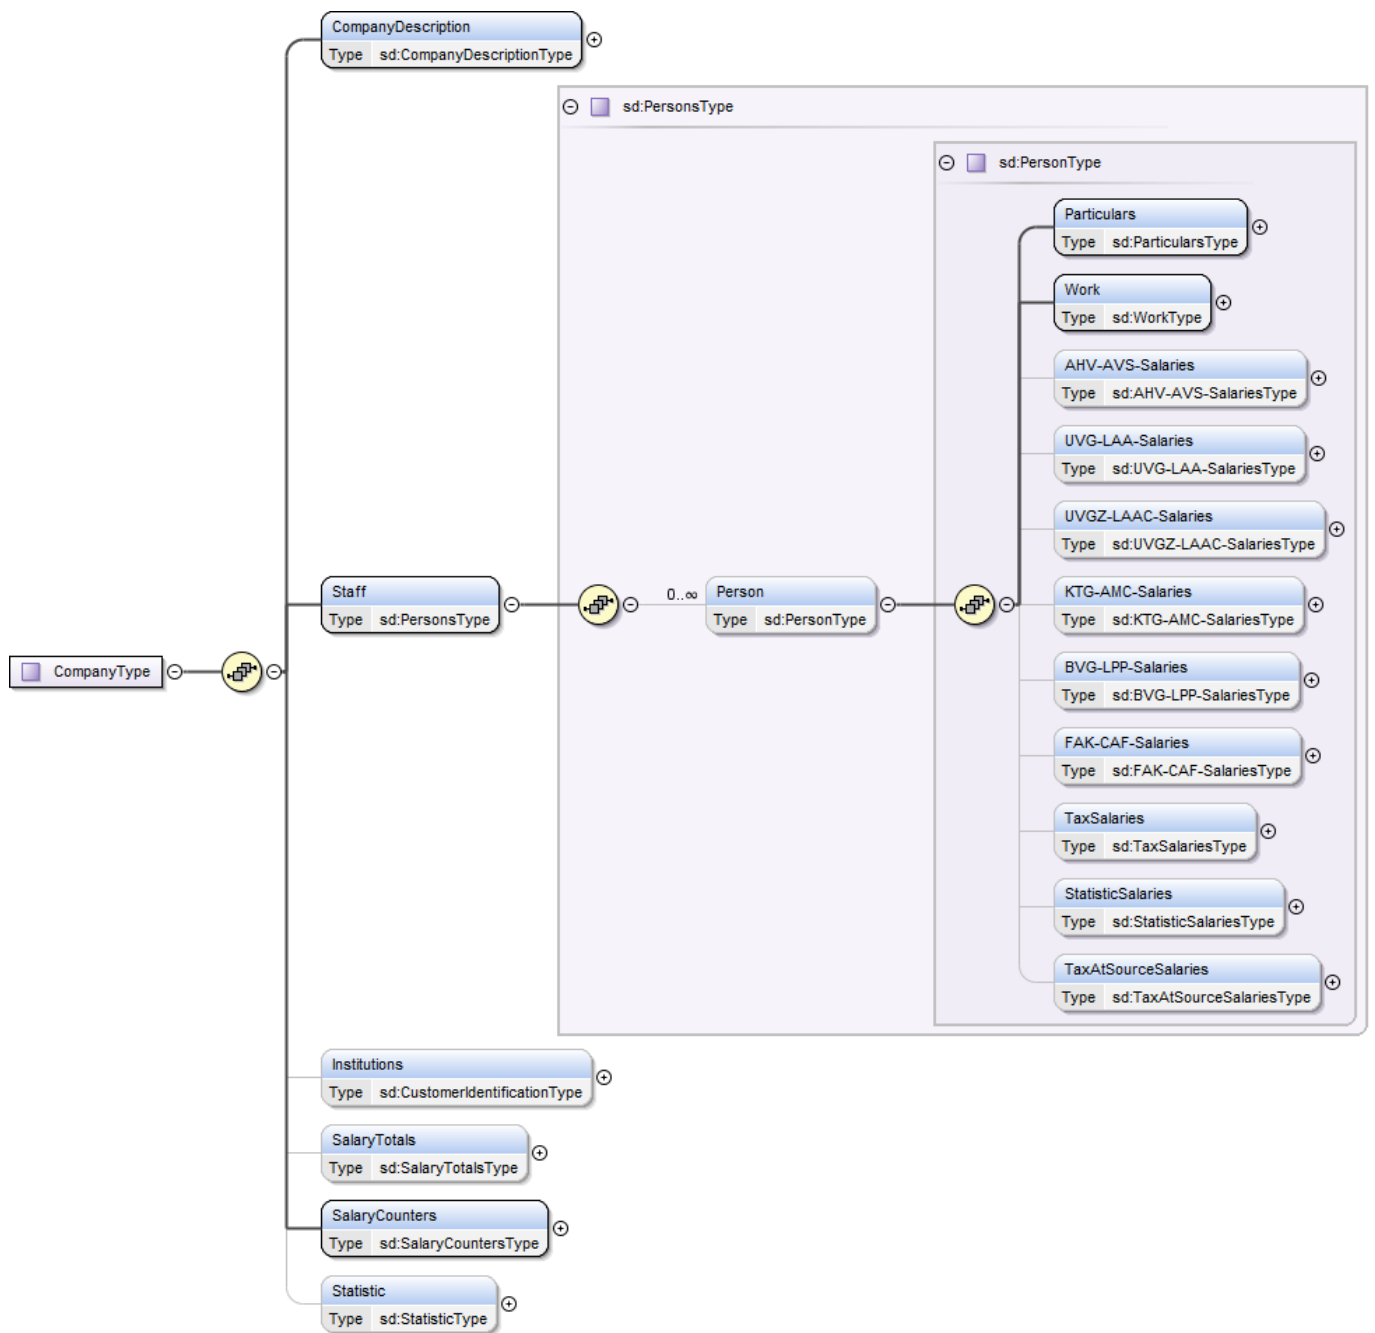 CompanyDescription
Type sd:CompanyDescriptionType
sd:PersonsType
sd:PersonType
Particulars
Type sd:ParticularsType
Work
Type sd:WorkType
AHV-AVS-Salaries
Type sd:AHV-AVS-SalariesType
UVG-LAA-Salaries
Type sd:UVG-LAA-SalariesType
UVGZ-LAAC-Salaries
Type sd:UVGZ-LAAC-SalariesType
Staff
Type sd:PersonsType
0..∞
Person
Type sd:PersonType
KTG-AMC-Salaries
Type sd:KTG-AMC-SalariesType
CompanyType
BVG-LPP-Salaries
Type sd:BVG-LPP-SalariesType
FAK-CAF-Salaries
Type sd:FAK-CAF-SalariesType
TaxSalaries
Type sd:TaxSalariesType
StatisticSalaries
Type sd:StatisticSalariesType
TaxAtSourceSalaries
Type sd:TaxAtSourceSalariesType
Institutions
Type sd:CustomerIdentificationType
SalaryTotals
Type sd:SalaryTotalsType
SalaryCounters
Type sd:SalaryCountersType
Statistic
Type sd:StatisticType